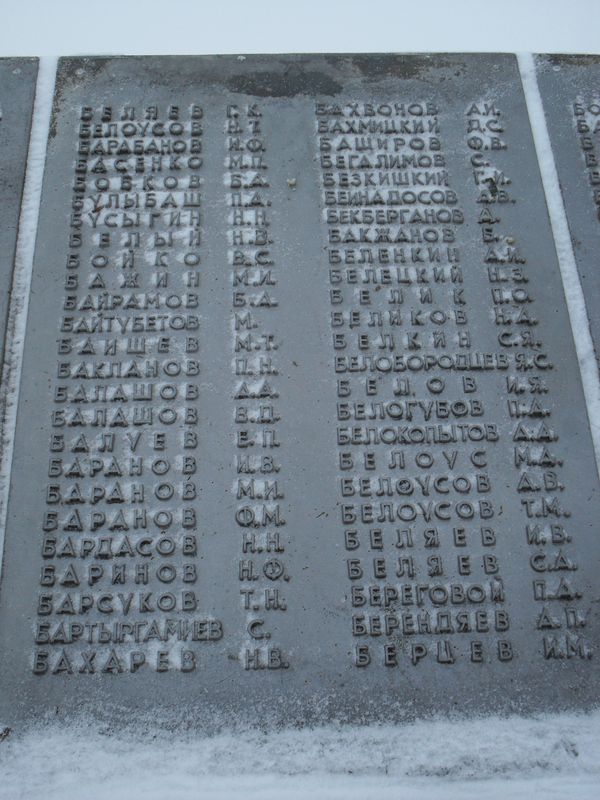 БЕЛЯЕВ Г.К.
БЕЛОУСОВ Н.Т.
БАРАБАНОВ И.Ф.
БАСЕНКО М.П.
БОБКОВ Б.А.
БУЛЫБАШ П.А.
БУСЫГИН Н.Н.
БЕЛЫЙ Н.В.
БОЙКО В.С.
БАЖИН М.И.
БАЙРАМОВ Б.А.
БАЙТУБЕТОВ М.
БАИШЕВ М.Т.
БАКЛАНОВ П.Н.
БАЛАШОВ А.А.
БАЛАШОВ В.Д.
БАЛУЕВ Е.П.
БАРАНОВ И.В.
БАРАНОВ М.И.
БАРАНОВ Ф.М.
БАРДАСОВ Н.Н.
БАРИНОВ Н.Ф.
БАРСУКОВ Т.Н.
БАРТЫРГАМИЕВ С.
БАХАРЕВ Н.В.
БАХВОНОВ А.И.
БАХМИЦКИЙ Д.С.
БАШИРОВ Ф.В.
БЕГАЛИМОВ С.
БЕЗКИШКИЙ Г.И.
БЕЙНАДОСОВ А.В.
БЕКБЕРГАНОВ А.
БАКЖАНОВ Б.
БЕЛЕНКИН А.И.
БЕЛЕЦКИЙ Н.З.
БЕЛИК П.О.
БЕЛИКОВ Н.А.
БЕЛКИН С.Я.
БЕЛОБОРОДЦЕВ Я.С.
БЕЛОВ И.Я.
БЕЛОГУБОВ П.А.
БЕЛОКОПЫТОВ А.А.
БЕЛОУС М.А.
БЕЛОУСОВ А.В.
БЕЛОУСОВ Т.М.
БЕЛЯЕВ И.В.
БЕЛЯЕВ С.А.
БЕРЕГОВОЙ П.А.
БЕРЕНДЯЕВ А.П.
БЕРЦЕВ И.М.